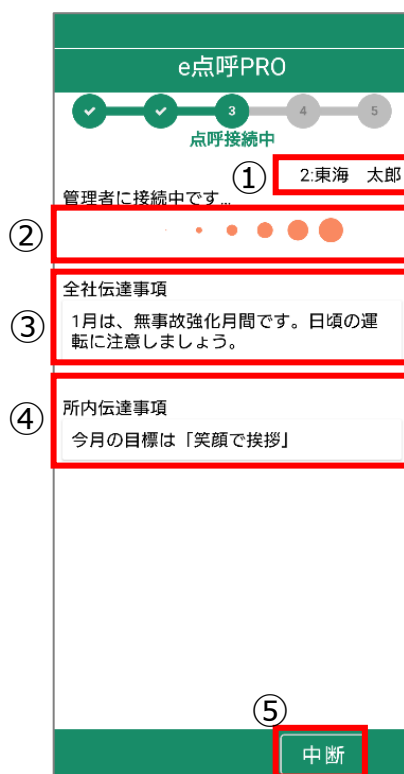 e点呼PRO
3 4 5
点呼接続中
① 2:東海 太郎
管理者に接続中です...
②
全社伝達事項
③ 1月は、無事故強化月間です。日頃の運
転に注意しましょう。
④ 所内伝達事項
今月の目標は「笑顔で挨拶」
⑤
中断